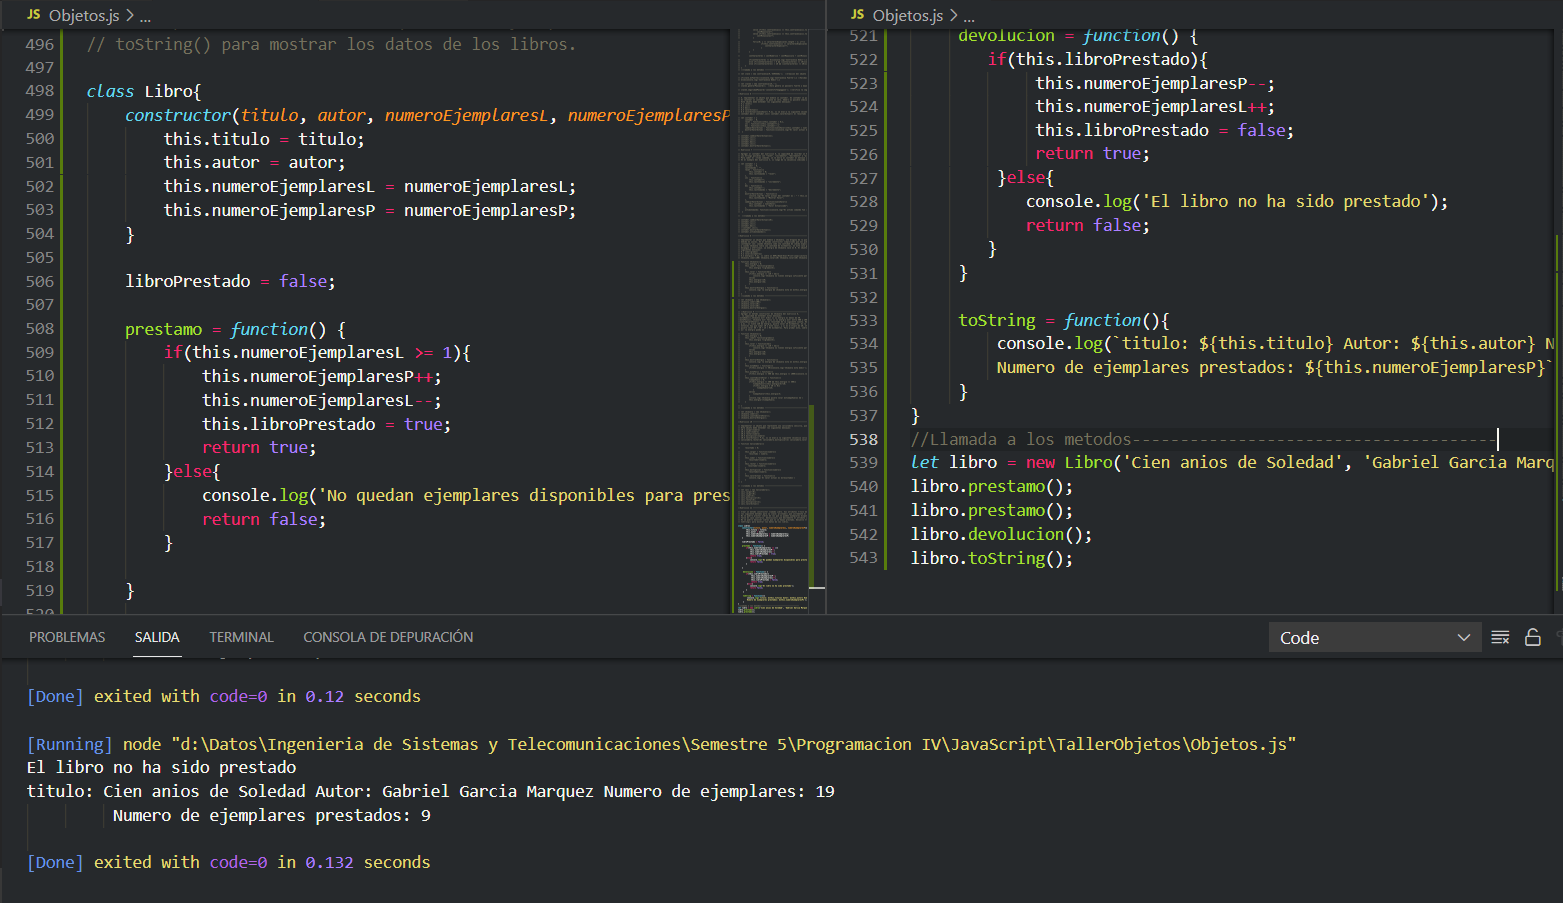 JS Objetos.js > ...
496 // toString() para mostrar los datos de los libros.
497
498 class Libro{
499 constructor(titulo, autor, numeroEjemplaresL, numeroEjemplaresP
500 this.titulo = titulo;
501 this.autor = autor;
502 this.numeroEjemplaresL = numeroEjemplaresL;
503 this.numeroEjemplaresP = numeroEjemplaresP;
504 }
505
506 libroPrestado = false;
507
508 prestamo = function() {
509 if(this.numeroEjemplaresL >= 1){
510 this.numeroEjemplaresP++;
511 this.numeroEjemplaresL--;
512 this.libroPrestado = true;
513 return true;
514 }else{
515 console.log('No quedan ejemplares disponibles para pres
516 return false;
517 }
518
519 }
520
JS Objetos.js > ...
521 devolucion = function() {
522 if(this.libroPrestado){
523 this.numeroEjemplaresP--;
524 this.numeroEjemplaresL++;
525 this.libroPrestado = false;
526 return true;
527 }else{
528 console.log('El libro no ha sido prestado');
529 return false;
530 }
531 }
532
533 toString = function(){
534 console.log(`titulo: ${this.titulo} Autor: ${this.autor} N
535 Numero de ejemplares prestados: ${this.numeroEjemplaresP}`
536 }
537 }
538 //Llamada a los metodos--------------------------------------
539 let libro = new Libro('Cien anios de Soledad', 'Gabriel Garcia Marq
540 libro.prestamo();
541 libro.prestamo();
542 libro.devolucion();
543 libro.toString();
PROBLEMAS SALIDA TERMINAL CONSOLA DE DEPURACIÓN Code
[Done] exited with code=0 in 0.12 seconds
[Running] node "d:\Datos\Ingenieria de Sistemas y Telecomunicaciones\Semestre 5\Programacion IV\JavaScript\TallerObjetos\Objetos.js"
El libro no ha sido prestado
titulo: Cien anios de Soledad Autor: Gabriel Garcia Marquez Numero de ejemplares: 19
Numero de ejemplares prestados: 9
[Done] exited with code=0 in 0.132 seconds